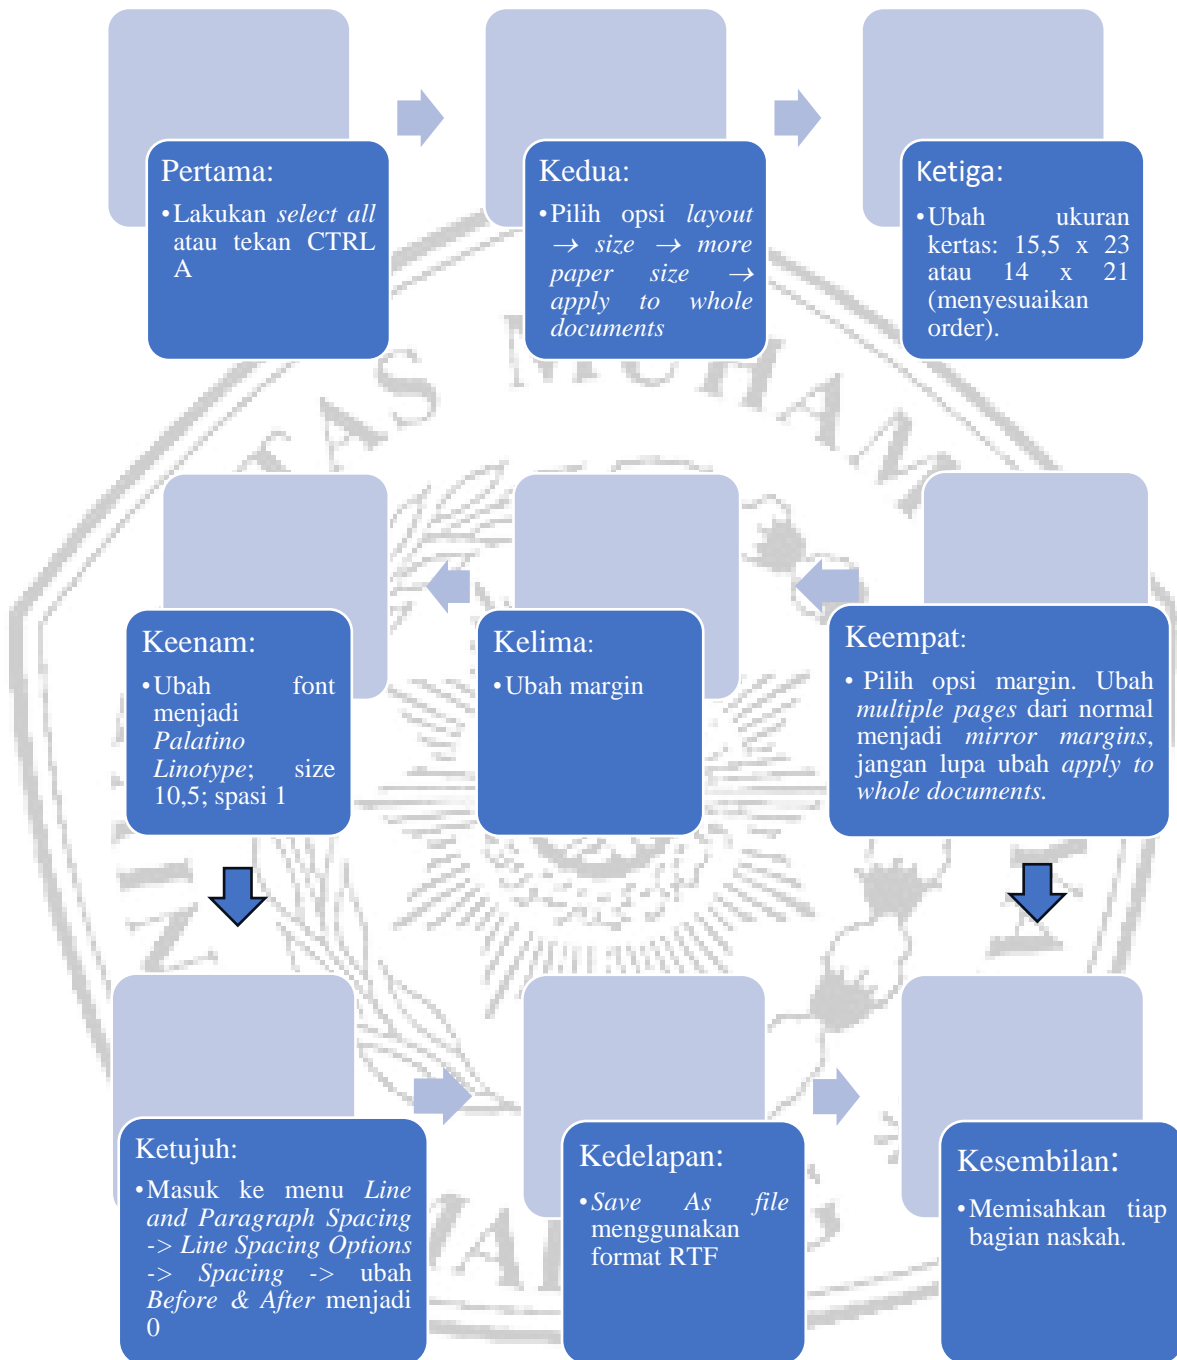 Pertama:
•Lakukan select all
atau tekan CTRL
A
Kedua:
•Pilih opsi layout
→ size → more
paper size →
apply to whole
documents
Ketiga:
•Ubah ukuran
kertas: 15,5 x 23
atau 14 x 21
(menyesuaikan
order).
Keenam:
•Ubah font
menjadi
Palatino
Linotype; size
10,5; spasi 1
Kelima:
•Ubah margin
Keempat:
• Pilih opsi margin. Ubah
multiple pages dari normal
menjadi mirror margins,
jangan lupa ubah apply to
whole documents.
Ketujuh:
•Masuk ke menu Line
and Paragraph Spacing
-> Line Spacing Options
-> Spacing -> ubah
Before & After menjadi
0
Kedelapan:
•Save As file
menggunakan
format RTF
Kesembilan:
•Memisahkan tiap
bagian naskah.
TAS MUHAM